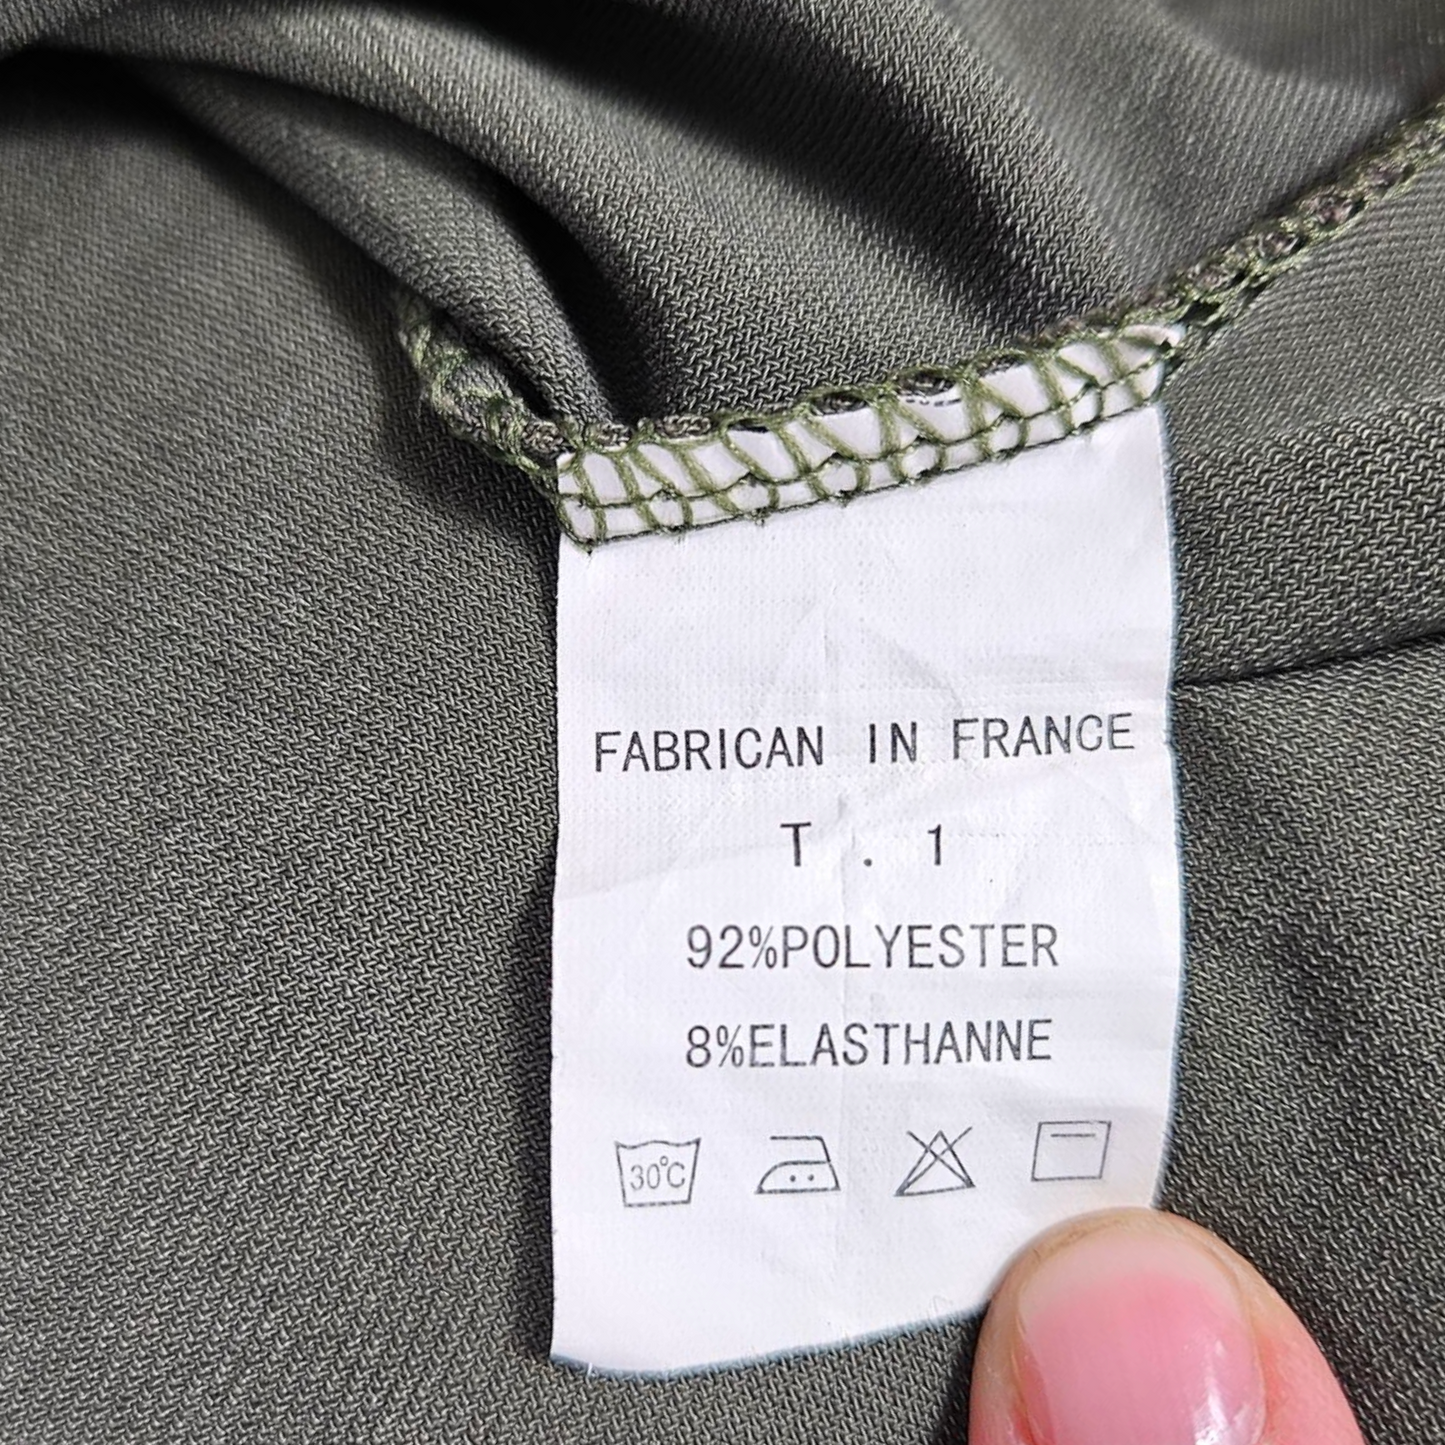 FABRICAN IN FRANCE
T . 1
92%POLYESTER
8%ELASTHANNE
30°C